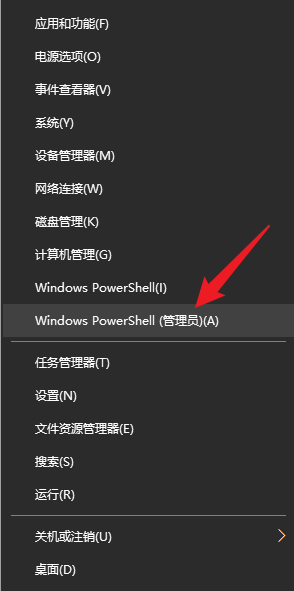 应用和功能(F)
电源选项(O)
事件查看器(V)
系统(Y)
设备管理器(M)
网络连接(W)
磁盘管理(K)
计算机管理(G)
Windows PowerShell(I)
Windows PowerShell (管理员)(A)
任务管理器(T)
设置(N)
文件资源管理器(E)
搜索(S)
运行(R)
关机或注销(U)
桌面(D)